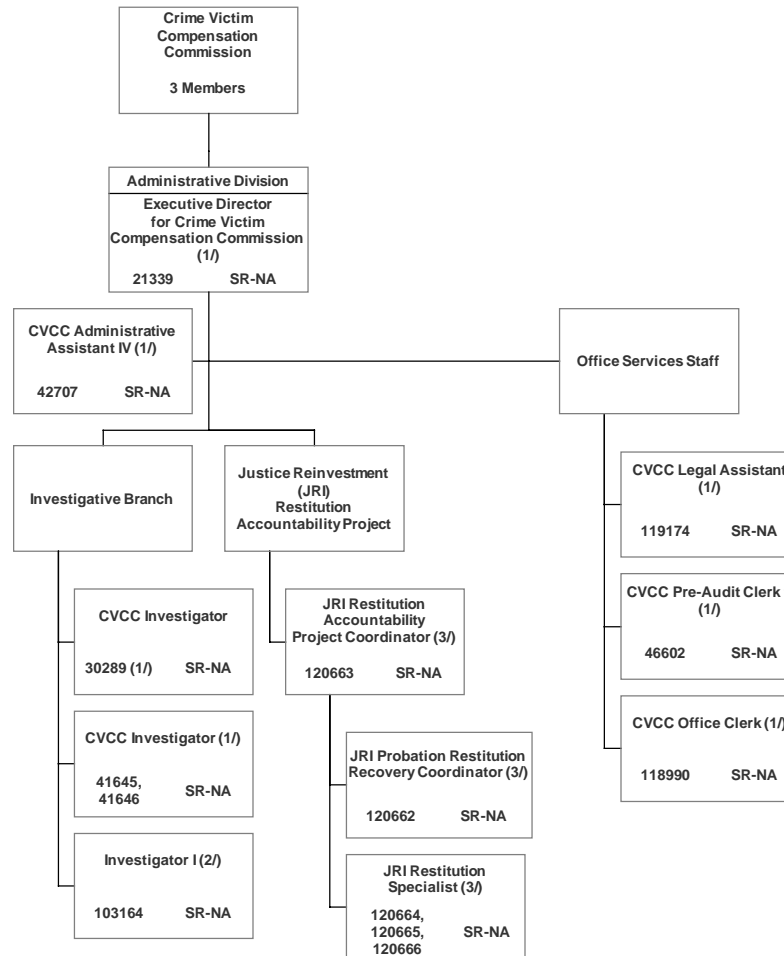 Crime Victim
Compensation
Commission
3 Members
Administrative Division
Executive Director
for Crime Victim
Compensation Commission
(1/)
21339 SR-NA
CVCC Administrative
Assistant IV (1/)
42707 SR-NA
Office Services Staff
Investigative Branch
Justice Reinvestment
(JRI)
Restitution
Accountability Project
CVCC Legal Assistant
(1/)
119174 SR-NA
CVCC Pre-Audit Clerk
(1/)
46602 SR-NA
CVCC Office Clerk (1/)
118990 SR-NA
CVCC Investigator
30289 (1/) SR-NA
CVCC Investigator (1/)
41645,
41646 SR-NA
Investigator I (2/)
103164 SR-NA
JRI Restitution
Accountability
Project Coordinator (3/)
120663 SR-NA
JRI Probation Restitution
Recovery Coordinator (3/)
120662 SR-NA
JRI Restitution
Specialist (3/)
120664,
120665, SR-NA
120666